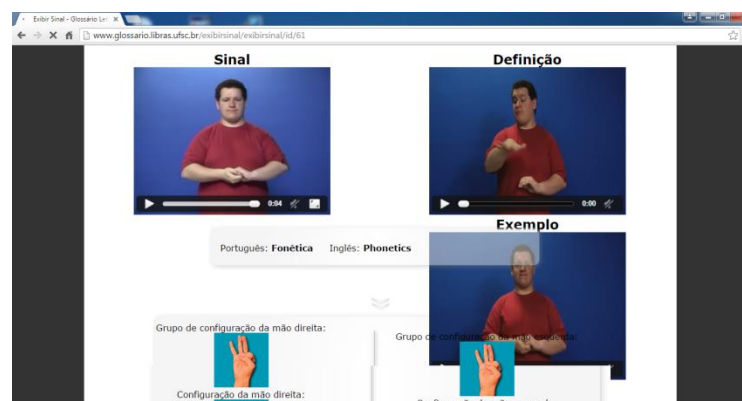 Exibir Sinal - Glossário Let
www.glossario.libras.ufsc.br/exibirsinal/exibirsinal/id/61
Sinal
Definição
0:04
0:00
Exemplo
Português: Fonética Inglês: Phonetics
Grupo de configuração da mão direita:
Grupo de configuração da mão esquerda:
Configuração da mão direita: